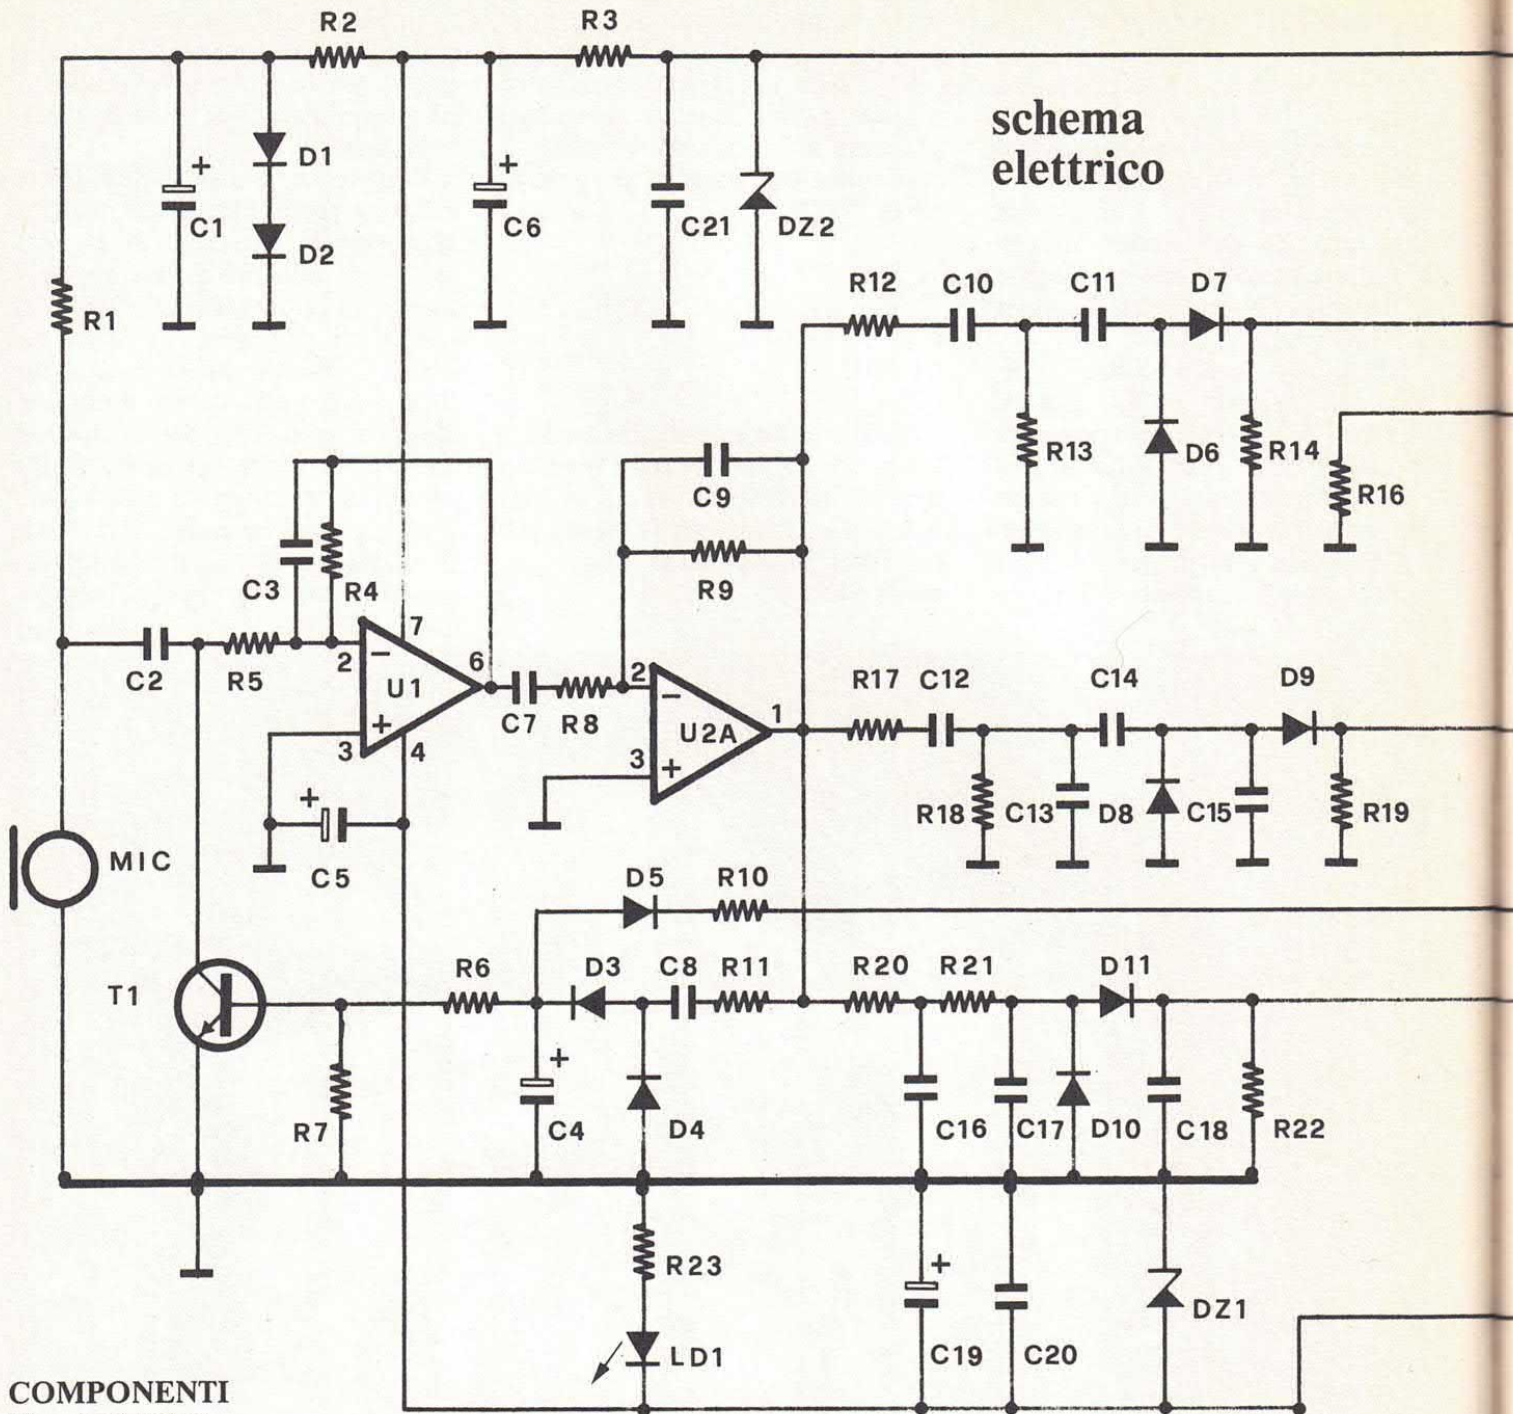 R2 R3
schema
elettrico
+ D1 + 
C1 C6 C21 DZ2
D2
R12 C10 C11 D7
R1
R13 D6 R14
C9 R16
C3 R4 R9
7
2 − 6 2 − R17 C12 C14 D9
C2 R5 U1 1
+ C7 R8 U2A
3 4 3 +
+ R18 C13 D8 C15 R19
MIC C5
D5 R10
R6 D3 C8 R11 R20 R21 D11
T1
+
R7 C4 D4 C16 C17 D10 C18 R22
R23 +
DZ1
LD1 C19 C20
COMPONENTI